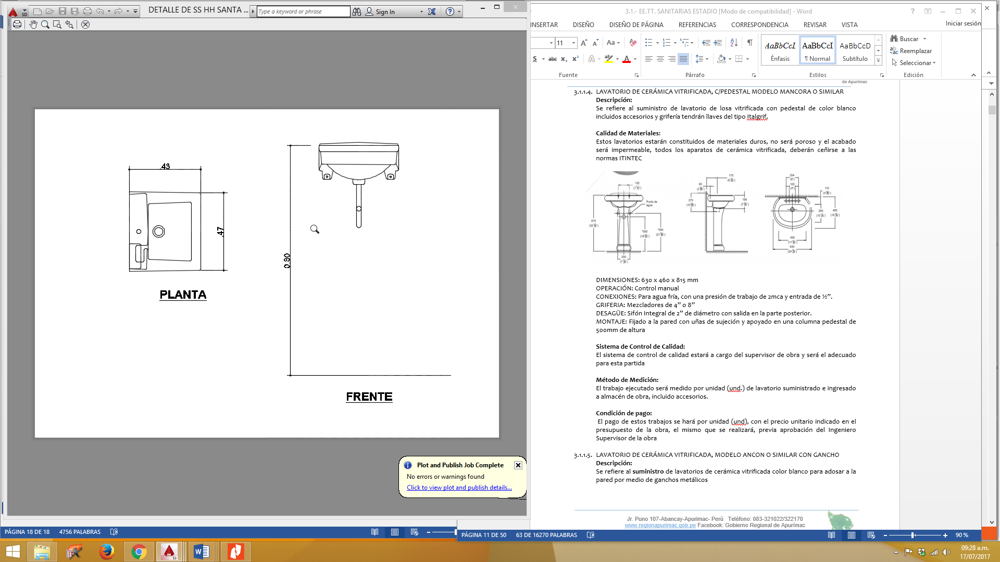 DETALLE DE SS HH SANTA ...
Type a keyword or phrase
Sign In
.43
.47
PLANTA
0.80
FRENTE
Plot and Publish Job Complete
No errors or warnings found
Click to view plot and publish details...
PÁGINA 18 DE 18 4756 PALABRAS
3.1.- EE.TT. SANITARIAS ESTADIO [Modo de compatibilidad] - Word
INSERTAR DISEÑO DISEÑO DE PÁGINA REFERENCIAS CORRESPONDENCIA REVISAR VISTA Iniciar sesión
11
Aa
AaBbCcI AaBbCcI AaBbCcD
Énfasis ¶ Normal Subtítulo
Buscar
Reemplazar
Seleccionar
Fuente Párrafo Estilos Edición
de Apurimac
3.1.1.4. LAVATORIO DE CERÁMICA VITRIFICADA, C/PEDESTAL MODELO MANCORA O SIMILAR
Descripción:
Se refiere al suministro de lavatorio de losa vitrificada con pedestal de color blanco
incluidos accesorios y grifería tendrán llaves del tipo Italgrif,
Calidad de Materiales:
Estos lavatorios estarán constituidos de materiales duros, no será poroso y el acabado
será impermeable, todos los aparatos de cerámica vitrificada, deberán ceñirse a las
normas ITINTEC
Punto de
agua
815
200
60
175
270
195
204
102
110
260
460
450
630
DIMENSIONES: 630 x 460 x 815 mm
OPERACIÓN: Control manual
CONEXIONES: Para agua fría, con una presión de trabajo de 2mca y entrada de ½”.
GRIFERIA: Mezcladores de 4” o 8”
DESAGÜE: Sifón Integral de 2” de diámetro con salida en la parte posterior.
MONTAJE: Fijado a la pared con uñas de sujeción y apoyado en una columna pedestal de
500mm de altura
Sistema de Control de Calidad:
El sistema de control de calidad estará a cargo del supervisor de obra y será el adecuado
para esta partida
Método de Medición:
El trabajo ejecutado será medido por unidad (und.) de lavatorio suministrado e ingresado
a almacén de obra, incluido accesorios.
Condición de pago:
El pago de estos trabajos se hará por unidad (und), con el precio unitario indicado en el
presupuesto de la obra, el mismo que se realizará, previa aprobación del Ingeniero
Supervisor de la obra
3.1.1.5. LAVATORIO DE CERÁMICA VITRIFICADA, MODELO ANCON O SIMILAR CON GANCHO
Descripción:
Se refiere al suministro de lavatorios de cerámica vitrificada color blanco para adosar a la
pared por medio de ganchos metálicos
Jr. Puno 107-Abancay-Apurimac- Perú Teléfono: 083-321022/322170
www.regionapurimac.gob.pe Facebook: Gobierno Regional de Apurímac
PÁGINA 11 DE 50 63 DE 16270 PALABRAS
90 %
09:28 a.m.
17/07/2017